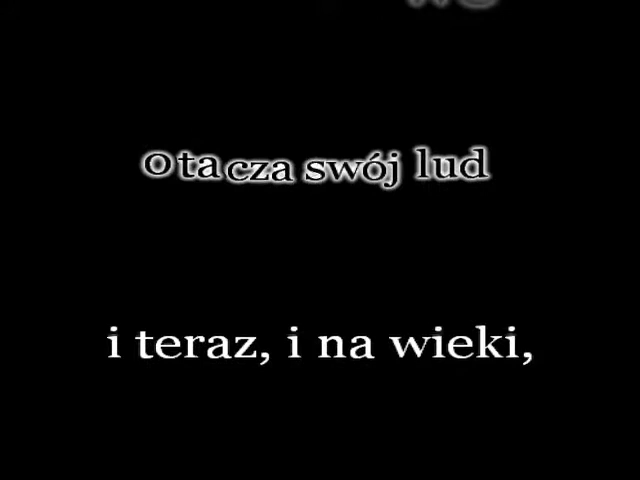 Otacza swój lud
i teraz, i na wieki,